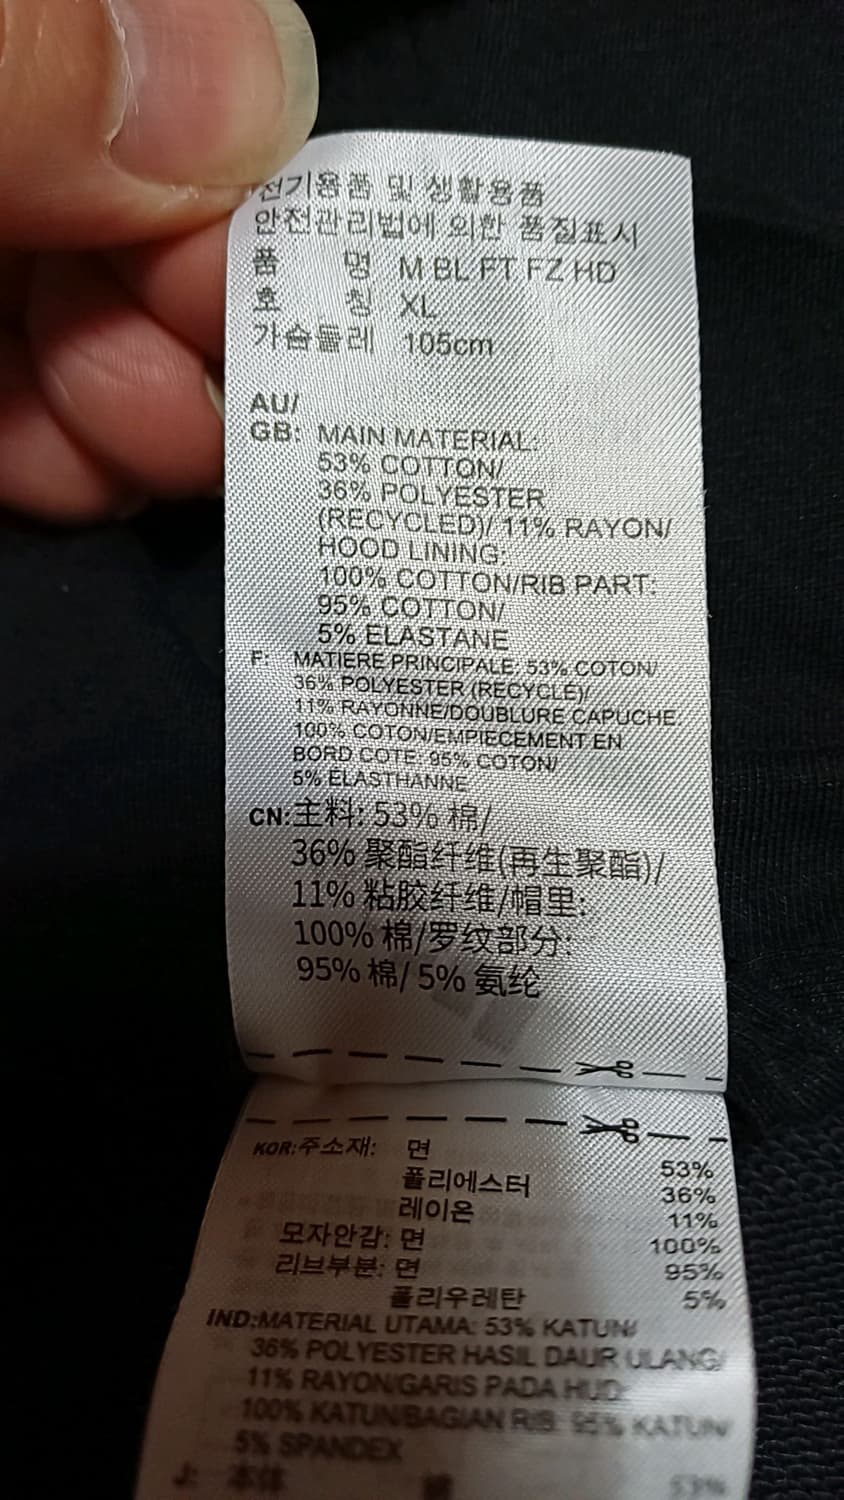 전기용품 및 생활용품
안전관리법에 의한 품질표시
품 명 M BL FT FZ HD
호 칭 XL
가슴둘레 105cm
AU/
GB: MAIN MATERIAL:
53% COTTON/
36% POLYESTER
(RECYCLED)/ 11% RAYON/
HOOD LINING:
100% COTTON/RIB PART:
95% COTTON/
5% ELASTANE
F: MATIERE PRINCIPALE: 53% COTON/
36% POLYESTER (RECYCLÉ)/
11% RAYONNE/DOUBLURE CAPUCHE:
100% COTON/EMPIECEMENT EN
BORD COTE: 95% COTON/
5% ÉLASTHANNE
CN:主料: 53% 棉/
36% 聚酯纤维(再生聚酯)/
11% 粘胶纤维/帽里:
100% 棉/罗纹部分:
95% 棉/ 5% 氨纶
KOR:주소재: 면 53%
폴리에스터 36%
레이온 11%
모자안감: 면 100%
리브부분: 면 95%
폴리우레탄 5%
IND:MATERIAL UTAMA: 53% KATUN/
36% POLYESTER HASIL DAUR ULANG/
11% RAYON/GARIS PADA HUD:
100% KATUN/BAGIAN RIB: 95% KATUN/
5% SPANDEX
J: 本体 綿 53%